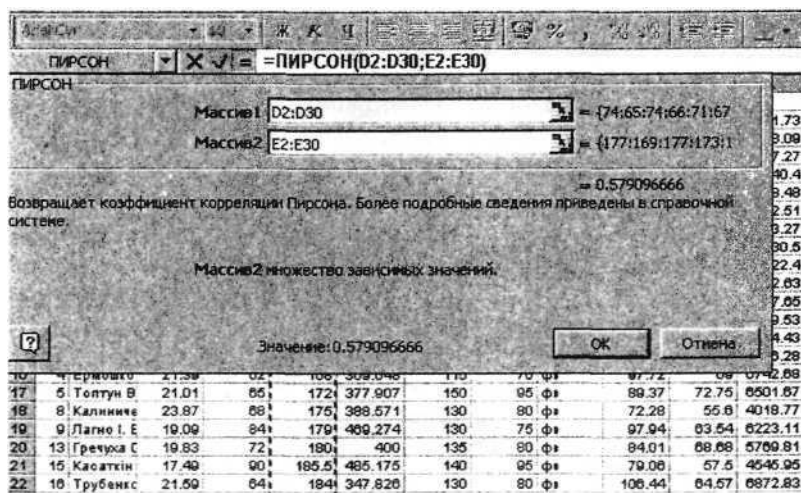 Ж К Ч
%
ПИРСОН =ПИРСОН(D2:D30;E2:E30)
ПИРСОН
Массив1 D2:D30 = {74:65:74:66:71:67
Массив2 E2:E30 = {177:169:177:173:1
= 0.579096666
Возвращает коэффициент корреляции Пирсона. Более подробные сведения приведены в справочной
системе.
Массив2 множество зависимых значений.
Значение:0.579096666 OK Отмена
17 5 Толтун В 21.01 65 172 377.907 150 95 ф 89.37 72.75 6501.67
18 8 Калиниче 23.87 68 175 388.571 130 80 ф 72.28 55.6 4018.77
19 9 Лагно І. Е 19.09 84 179 469.274 130 75 ф 97.94 63.54 6223.11
20 13 Гречуха С 19.83 72 180 400 135 80 ф 84.01 68.68 5769.81
21 15 Касаткін 17.49 90 185.5 485.175 140 95 ф 79.06 57.5 4545.95
22 16 Трубенкс 21.59 64 184 347.826 130 80 ф 106.44 64.57 6872.83